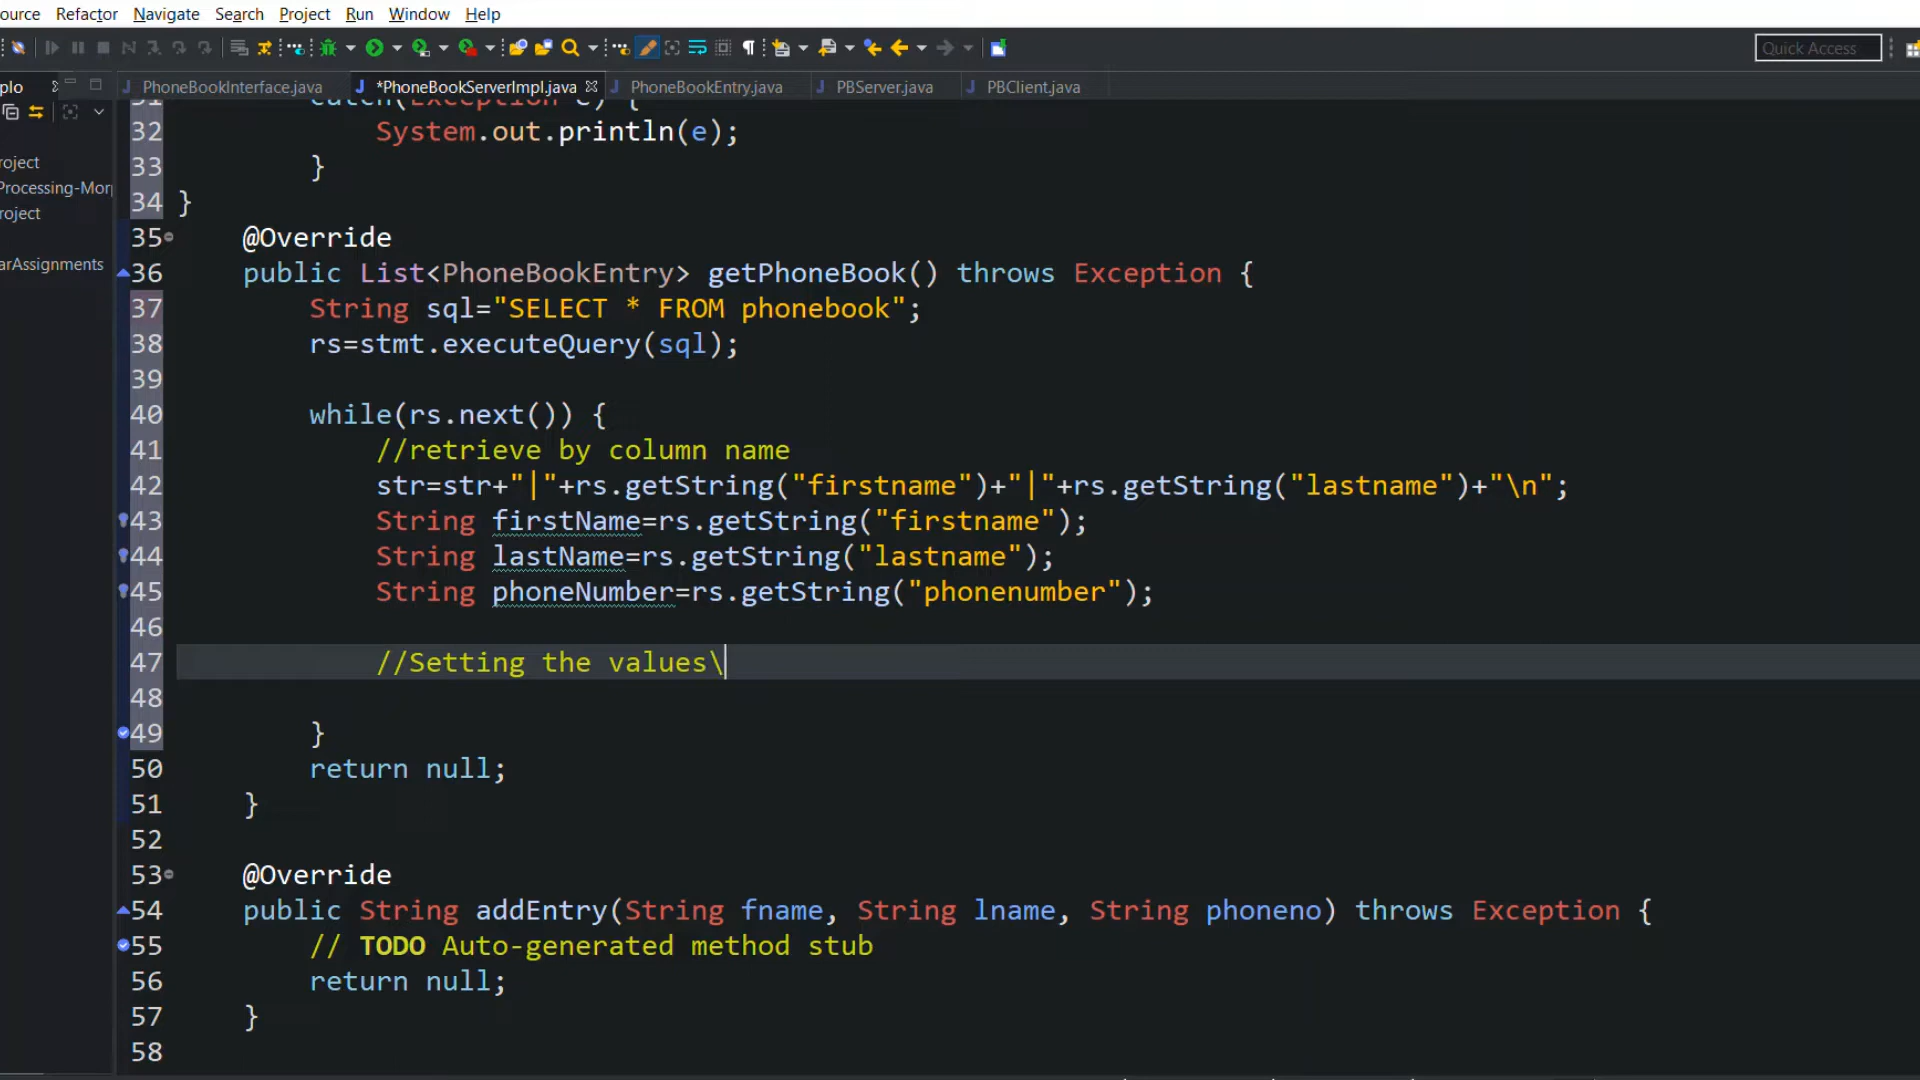 ource Refactor Navigate Search Project Run Window Help
Quick Access
plo PhoneBookInterface.java *PhoneBookServerImpl.java PhoneBookEntry.java PBServer.java PBClient.java
roject
Processing-Mor
roject
arAssignments
31 catch(Exception e) {
32 System.out.println(e);
33 }
34 }
35 @Override
36 public List<PhoneBookEntry> getPhoneBook() throws Exception {
37 String sql="SELECT * FROM phonebook";
38 rs=stmt.executeQuery(sql);
39
40 while(rs.next()) {
41 //retrieve by column name
42 str=str+"|"+rs.getString("firstname")+"|"+rs.getString("lastname")+"\n";
43 String firstName=rs.getString("firstname");
44 String lastName=rs.getString("lastname");
45 String phoneNumber=rs.getString("phonenumber");
46
47 //Setting the values\
48
49 }
50 return null;
51 }
52
53 @Override
54 public String addEntry(String fname, String lname, String phoneno) throws Exception {
55 // TODO Auto-generated method stub
56 return null;
57 }
58